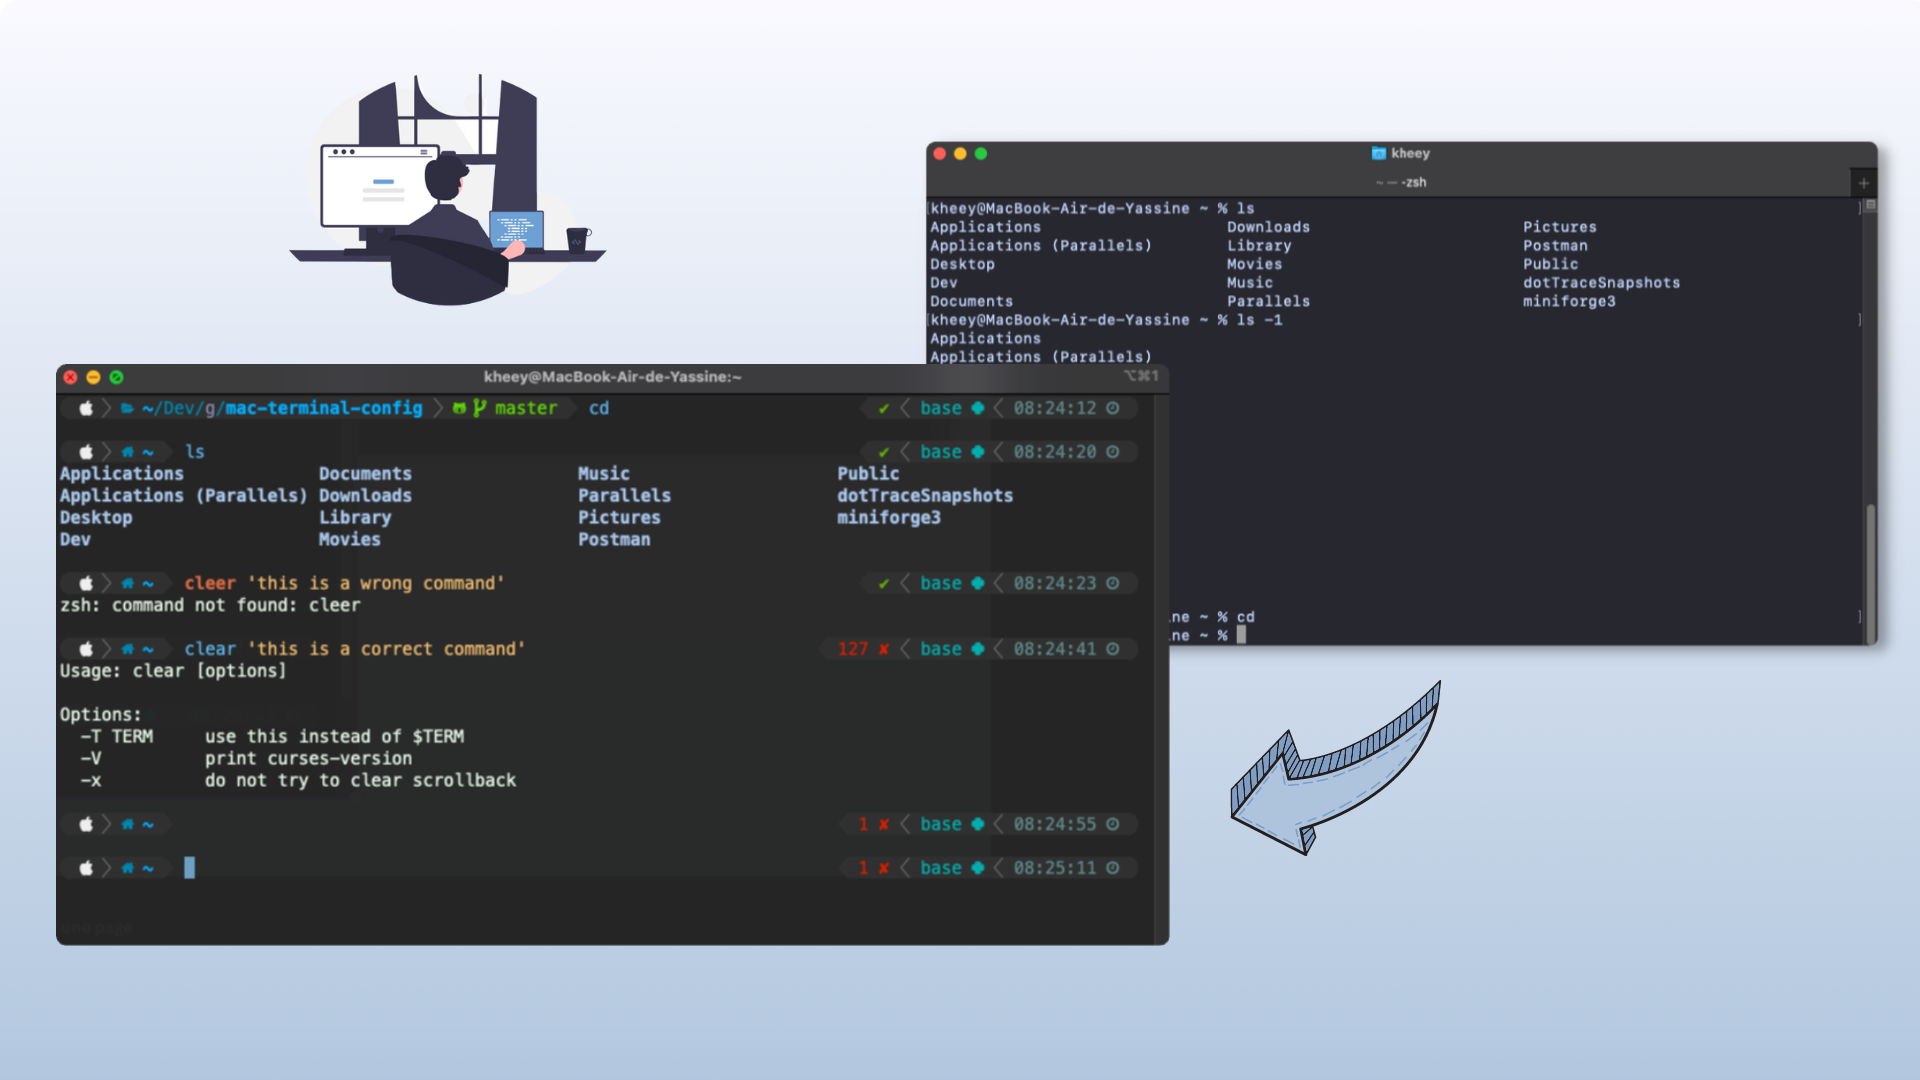 kheey
~ — -zsh
kheey@MacBook-Air-de-Yassine ~ % ls
Applications Downloads Pictures
Applications (Parallels) Library Postman
Desktop Movies Public
Dev Music dotTraceSnapshots
Documents Parallels miniforge3
kheey@MacBook-Air-de-Yassine ~ % ls -1
Applications
Applications (Parallels)
ine ~ % cd
ine ~ %
kheey@MacBook-Air-de-Yassine:~ ⌥⌘1
~/Dev/g/mac-terminal-config master cd ✔ base 08:24:12
~ ls ✔ base 08:24:20
Applications Documents Music Public
Applications (Parallels) Downloads Parallels dotTraceSnapshots
Desktop Library Pictures miniforge3
Dev Movies Postman
~ cleer 'this is a wrong command' ✔ base 08:24:23
zsh: command not found: cleer
~ clear 'this is a correct command' 127 ✘ base 08:24:41
Usage: clear [options]
Options:
-T TERM use this instead of $TERM
-V print curses-version
-x do not try to clear scrollback
~ 1 ✘ base 08:24:55
~ 1 ✘ base 08:25:11